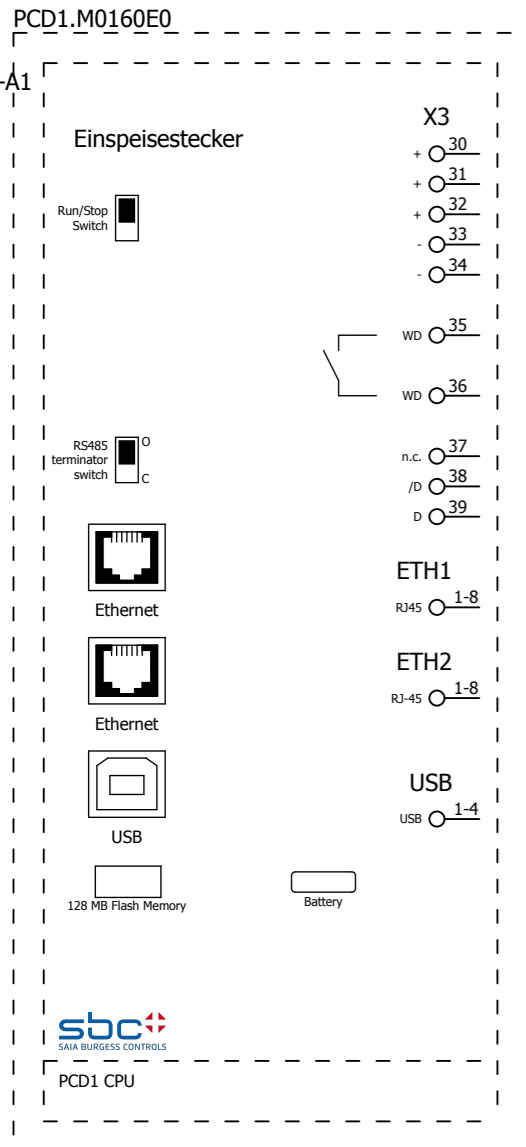 PCD1.M0160E0
-A1
Einspeisestecker
X3
+ 30
+ 31
+ 32
- 33
- 34
Run/Stop
Switch
WD 35
WD 36
RS485
terminator
switch
O
C
n.c. 37
/D 38
D 39
Ethernet
ETH1
RJ45 1-8
Ethernet
ETH2
RJ-45 1-8
USB
USB
USB 1-4
128 MB Flash Memory
Battery
sbc
SAIA BURGESS CONTROLS
PCD1 CPU